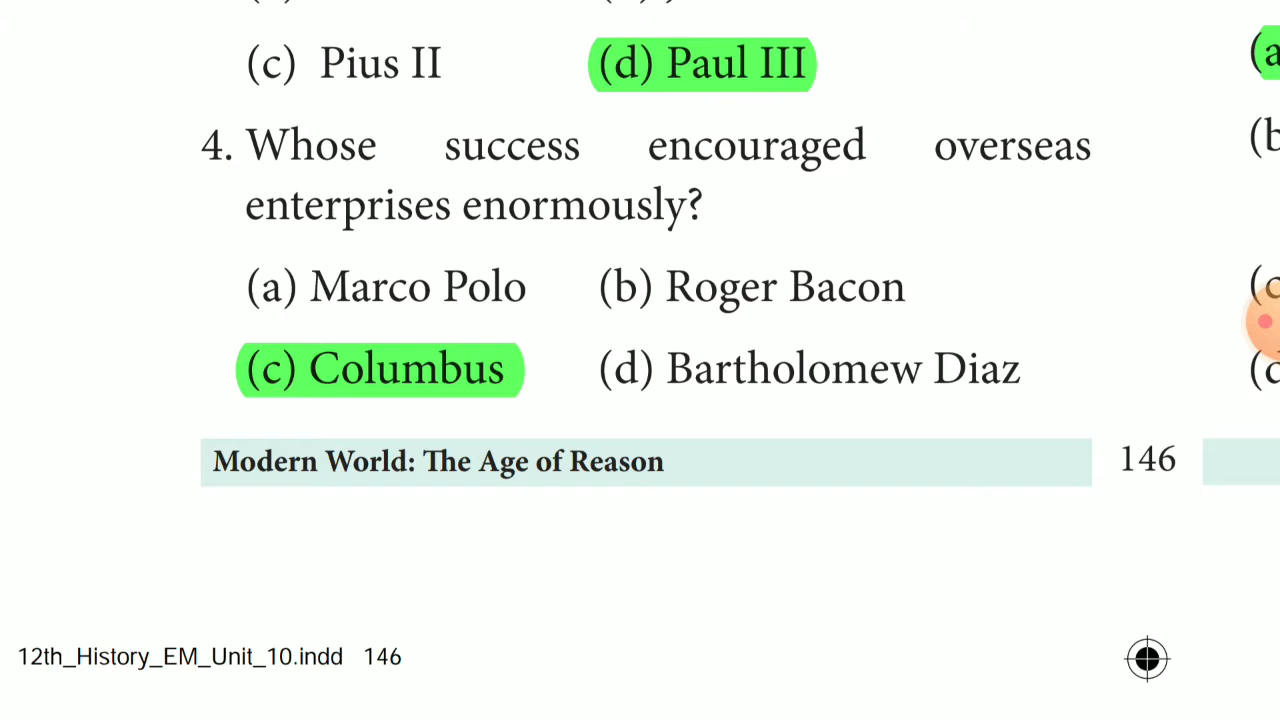 (c) Pius II (d) Paul III
4. Whose success encouraged overseas
enterprises enormously?
(a) Marco Polo (b) Roger Bacon
(c) Columbus (d) Bartholomew Diaz
Modern World: The Age of Reason 146
12th_History_EM_Unit_10.indd 146
(a
(b